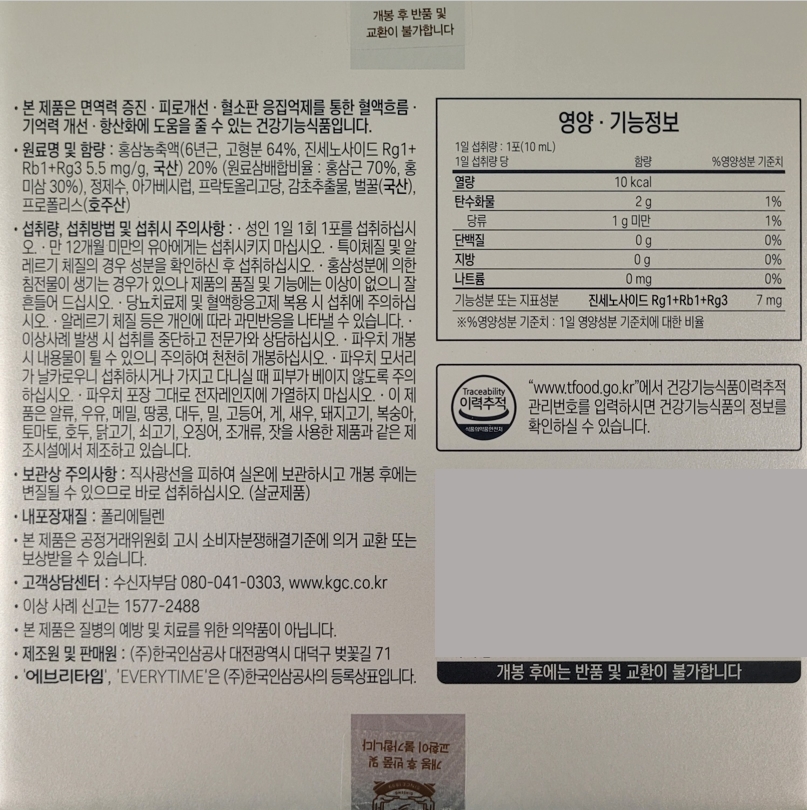 개봉 후 반품 및
교환이 불가합니다
• 본 제품은 면역력 증진 · 피로개선 · 혈소판 응집억제를 통한 혈액흐름 ·
기억력 개선 · 항산화에 도움을 줄 수 있는 건강기능식품입니다.
• 원료명 및 함량 : 홍삼농축액(6년근, 고형분 64%, 진세노사이드 Rg1+
Rb1+Rg3 5.5 mg/g, 국산) 20% (원료삼배합비율 : 홍삼근 70%, 홍
미삼 30%), 정제수, 아가베시럽, 프락토올리고당, 감초추출물, 벌꿀(국산),
프로폴리스(호주산)
• 섭취량, 섭취방법 및 섭취시 주의사항 : · 성인 1일 1회 1포를 섭취하십시
오. · 만 12개월 미만의 유아에게는 섭취시키지 마십시오. · 특이체질 및 알
레르기 체질의 경우 성분을 확인하신 후 섭취하십시오. · 홍삼성분에 의한
침전물이 생기는 경우가 있으나 제품의 품질 및 기능에는 이상이 없으니 잘
흔들어 드십시오. · 당뇨치료제 및 혈액항응고제 복용 시 섭취에 주의하십
시오. · 알레르기 체질 등은 개인에 따라 과민반응을 나타낼 수 있습니다. ·
이상사례 발생 시 섭취를 중단하고 전문가와 상담하십시오. · 파우치 개봉
시 내용물이 튈 수 있으니 주의하여 천천히 개봉하십시오. · 파우치 모서리
가 날카로우니 섭취하시거나 가지고 다니실 때 피부가 베이지 않도록 주의
하십시오. · 파우치 포장 그대로 전자레인지에 가열하지 마십시오. · 이 제
품은 알류, 우유, 메밀, 땅콩, 대두, 밀, 고등어, 게, 새우, 돼지고기, 복숭아,
토마토, 호두, 닭고기, 쇠고기, 오징어, 조개류, 잣을 사용한 제품과 같은 제
조시설에서 제조하고 있습니다.
• 보관상 주의사항 : 직사광선을 피하여 실온에 보관하시고 개봉 후에는
변질될 수 있으므로 바로 섭취하십시오. (살균제품)
• 내포장재질 : 폴리에틸렌
• 본 제품은 공정거래위원회 고시 소비자분쟁해결기준에 의거 교환 또는
보상받을 수 있습니다.
• 고객상담센터 : 수신자부담 080-041-0303, www.kgc.co.kr
• 이상 사례 신고는 1577-2488
• 본 제품은 질병의 예방 및 치료를 위한 의약품이 아닙니다.
• 제조원 및 판매원 : (주)한국인삼공사 대전광역시 대덕구 벚꽃길 71
• '에브리타임', 'EVERYTIME'은 (주)한국인삼공사의 등록상표입니다.
영양 · 기능정보
1일 섭취량 : 1포(10 mL)
1일 섭취량 당 함량 %영양성분 기준치
열량 10 kcal
탄수화물 2 g 1%
당류 1 g 미만 1%
단백질 0 g 0%
지방 0 g 0%
나트륨 0 mg 0%
기능성분 또는 지표성분 진세노사이드 Rg1+Rb1+Rg3 7 mg
※%영양성분 기준치 : 1일 영양성분 기준치에 대한 비율
Traceability
이력추적
식품의약품안전처
“www.tfood.go.kr”에서 건강기능식품이력추적
관리번호를 입력하시면 건강기능식품의 정보를
확인하실 수 있습니다.
개봉 후에는 반품 및 교환이 불가합니다
개봉 후 반품 및
교환이 불가합니다